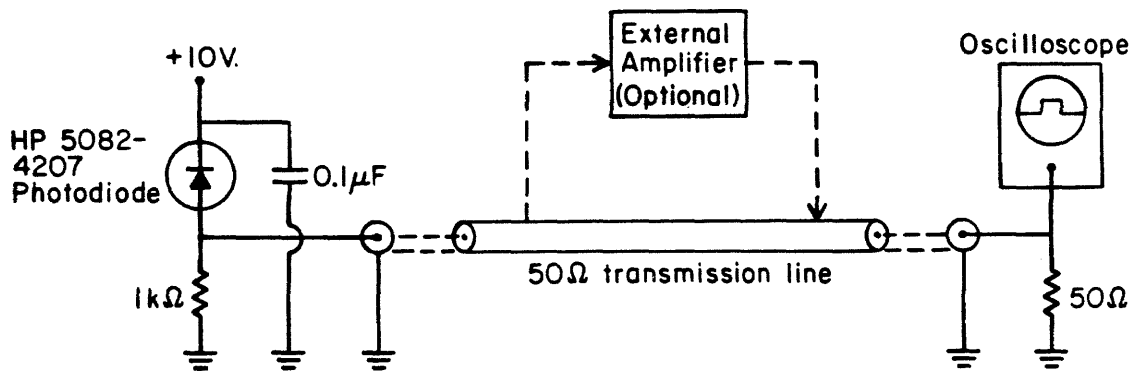 +10V.
HP 5082-
4207
Photodiode
0.1μF
1kΩ
External
Amplifier
(Optional)
50Ω transmission line
Oscilloscope
50Ω